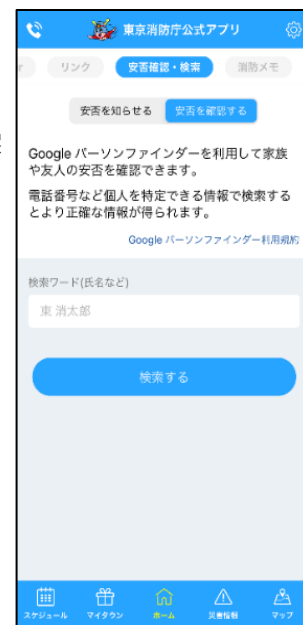 東京消防庁公式アプリ
r リンク 安否確認・検索 消防メモ
安否を知らせる 安否を確認する
Google パーソンファインダーを利用して家族
や友人の安否を確認できます。
電話番号など個人を特定できる情報で検索する
とより正確な情報が得られます。
Google パーソンファインダー利用規約
検索ワード(氏名など)
東 消太郎
検索する
スケジュール マイタウン ホーム 災害情報 マップ